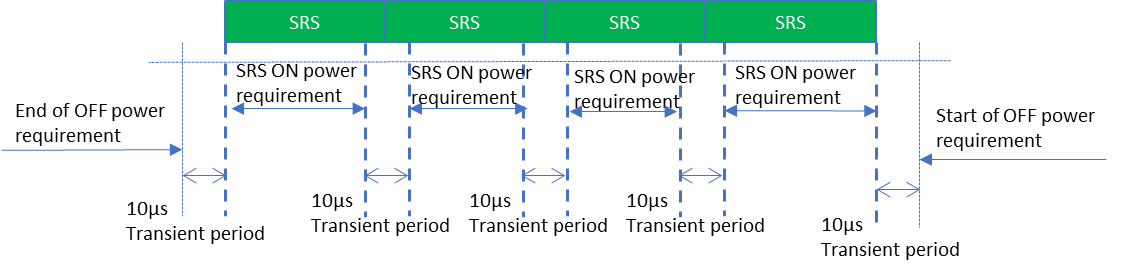 SRS
SRS
SRS
SRS
SRS ON power
requirement
SRS ON power
requirement
SRS ON power
requirement
SRS ON power
requirement
End of OFF power
requirement
Start of OFF power
requirement
10µs
Transient period
10µs
Transient period
10µs
Transient period
10µs
Transient period
10µs
Transient period